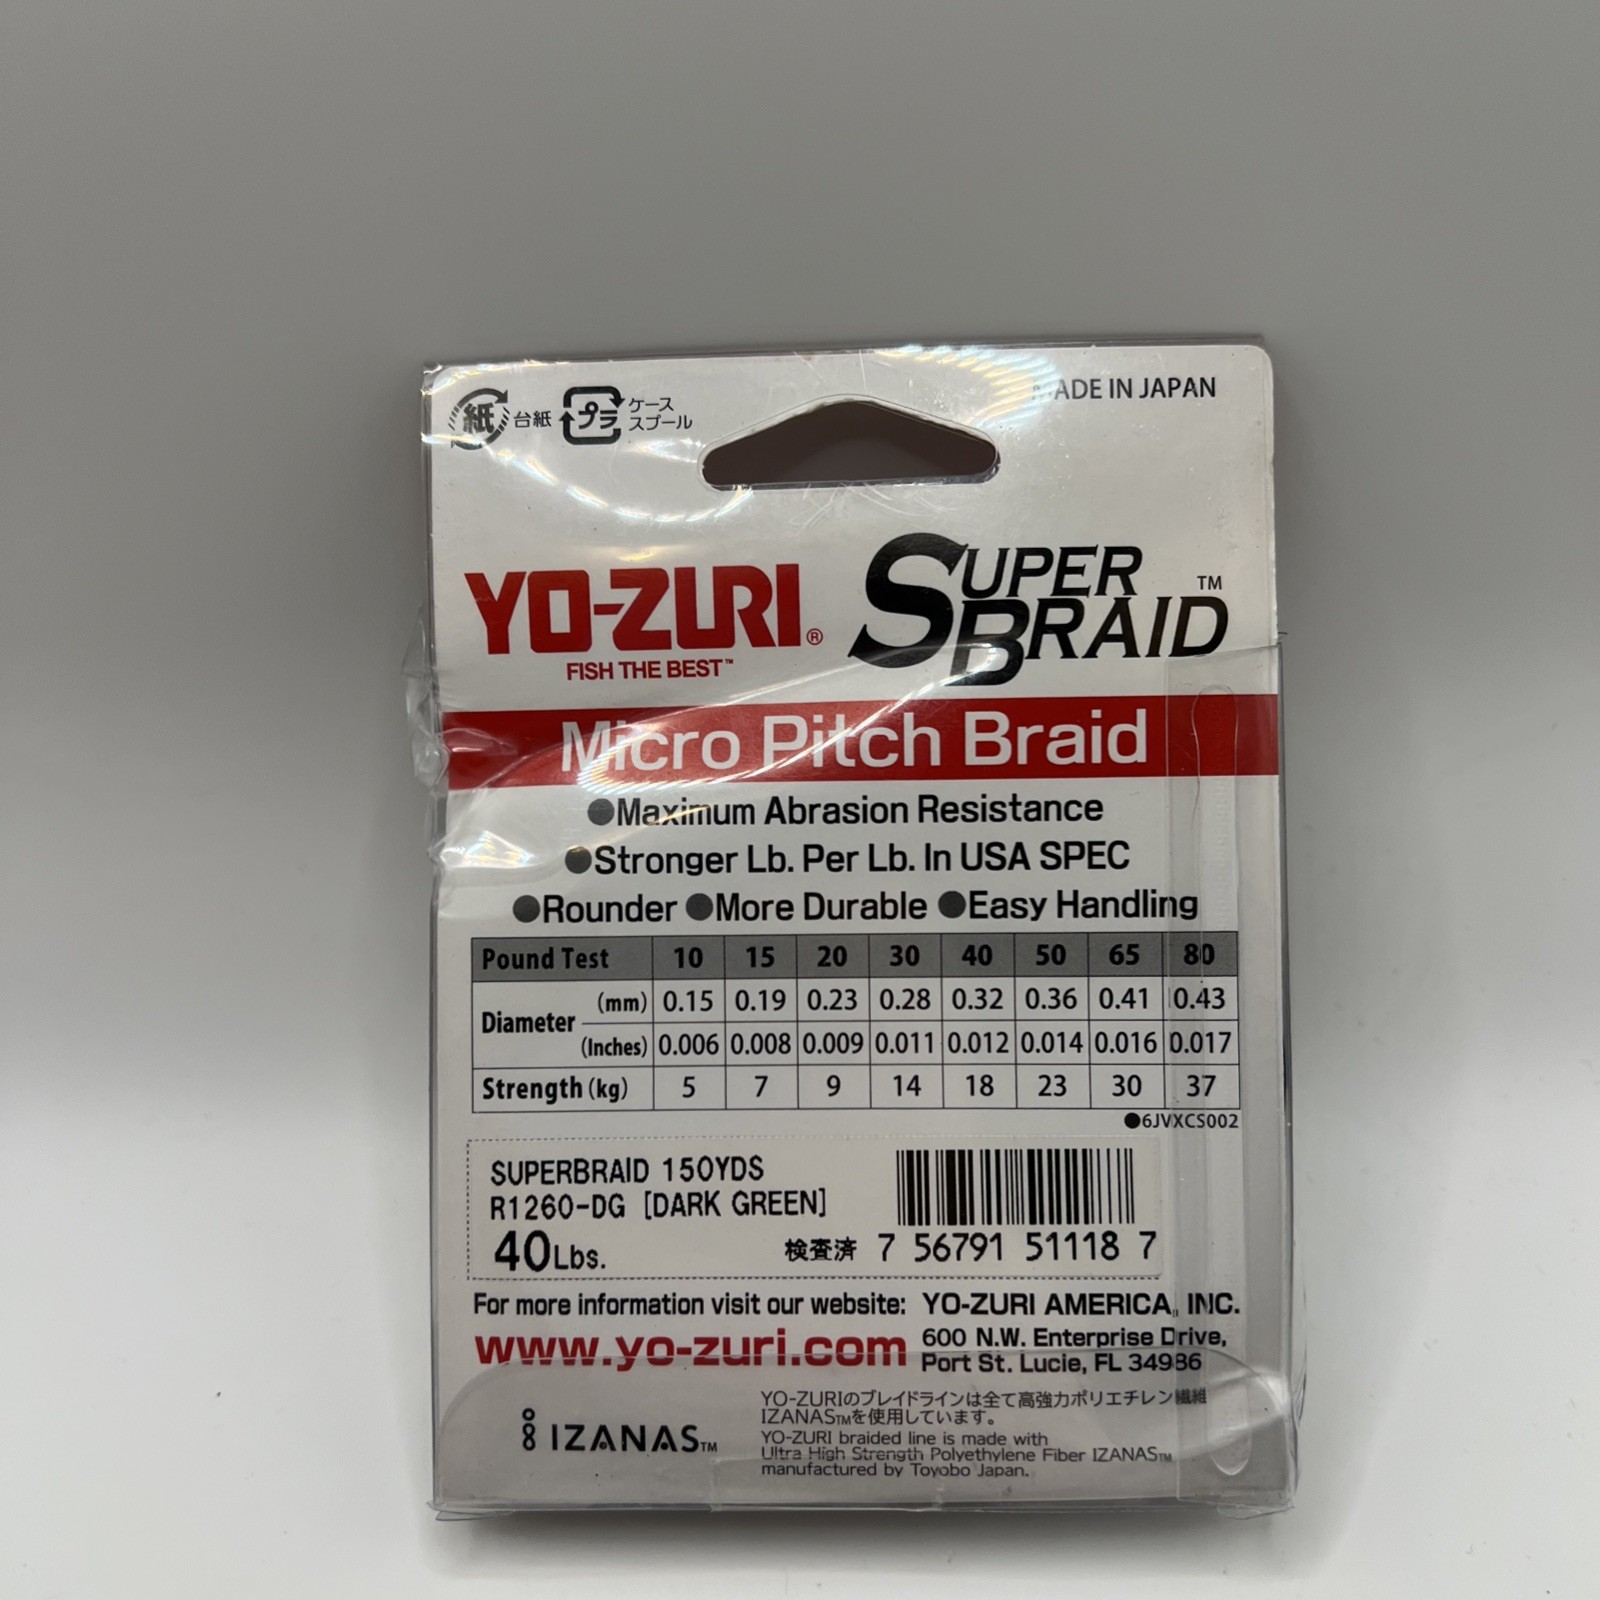 紙 台紙 プラ ケース
スプール
MADE IN JAPAN
YO-ZURI®
FISH THE BEST™
SUPER BRAID™
Micro Pitch Braid
●Maximum Abrasion Resistance
●Stronger Lb. Per Lb. In USA SPEC
●Rounder ●More Durable ●Easy Handling
Pound Test 10 15 20 30 40 50 65 80
Diameter (mm) 0.15 0.19 0.23 0.28 0.32 0.36 0.41 0.43
(Inches) 0.006 0.008 0.009 0.011 0.012 0.014 0.016 0.017
Strength (kg) 5 7 9 14 18 23 30 37
●6JVXCS002
SUPERBRAID 150YDS
R1260-DG [DARK GREEN]
40Lbs. 検査済 7 56791 51118 7
For more information visit our website:
www.yo-zuri.com
YO-ZURI AMERICA, INC.
600 N.W. Enterprise Drive,
Port St. Lucie, FL 34986
IZANAS™
YO-ZURIのブレイドラインは全て高強力ポリエチレン繊維
IZANAS™を使用しています。
YO-ZURI braided line is made with
Ultra High Strength Polyethylene Fiber IZANAS™
manufactured by Toyobo Japan.